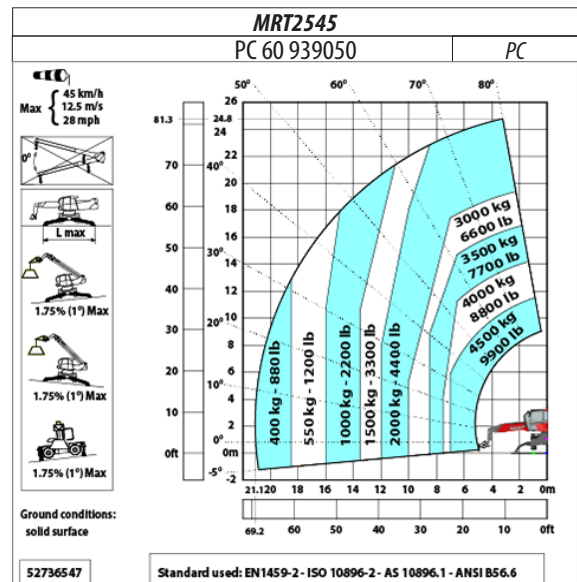 MRT2545
PC 60 939050
PC
Max { 45 km/h
12.5 m/s
28 mph
0°
L max
1.75% (1°) Max
1.75% (1°) Max
1.75% (1°) Max
Ground conditions:
solid surface
52736547
50° 60° 70° 80°
40°
30°
20°
10°
0°
-5°
81.3
70
60
50
40
30
20
10
0ft
26
24.8
24
22
20
18
16
14
12
10
8
6
4
2
0m
-2
3000 kg
6600 lb
3500 kg
7700 lb
4000 kg
8800 lb
4500 kg
9900 lb
400 kg - 880 lb
550 kg - 1200 lb
1000 kg - 2200 lb
1500 kg - 3300 lb
2000 kg - 4400 lb
21.1 20 18 16 14 12 10 8 6 4 2 0m
69.2 60 50 40 30 20 10 0ft
Standard used: EN1459-2 - ISO 10896-2 - AS 10896.1 - ANSI B56.6